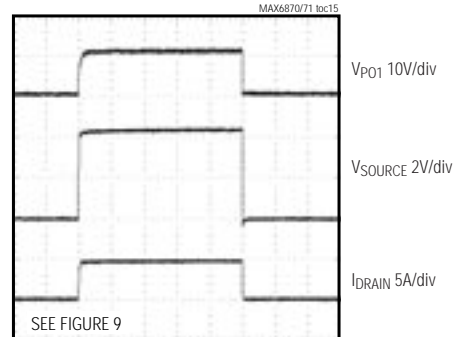 MAX6870/71 toc15
VPO1 10V/div
VSOURCE 2V/div
IDRAIN 5A/div
SEE FIGURE 9